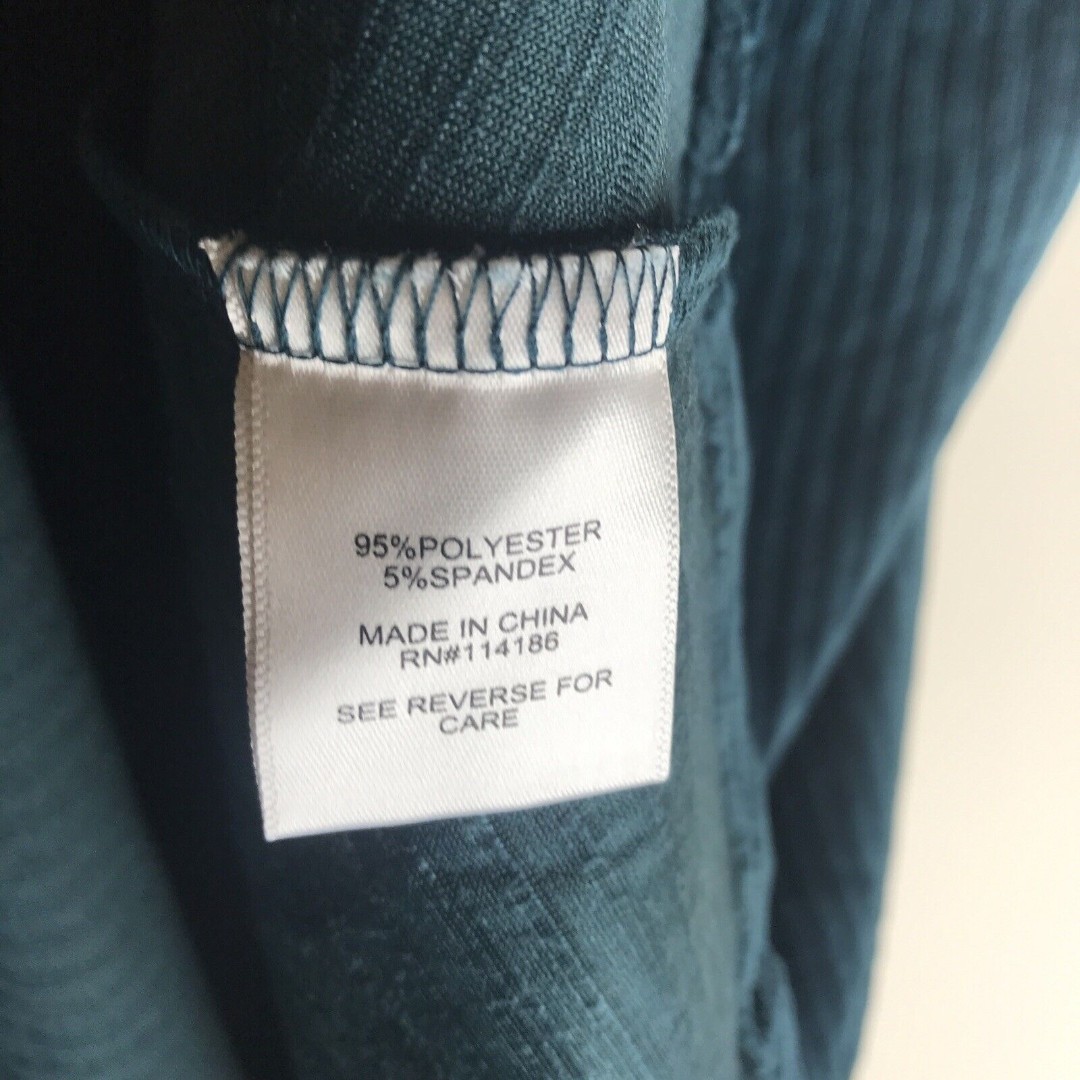 95%POLYESTER
5%SPANDEX
MADE IN CHINA
RN#114186
SEE REVERSE FOR
CARE